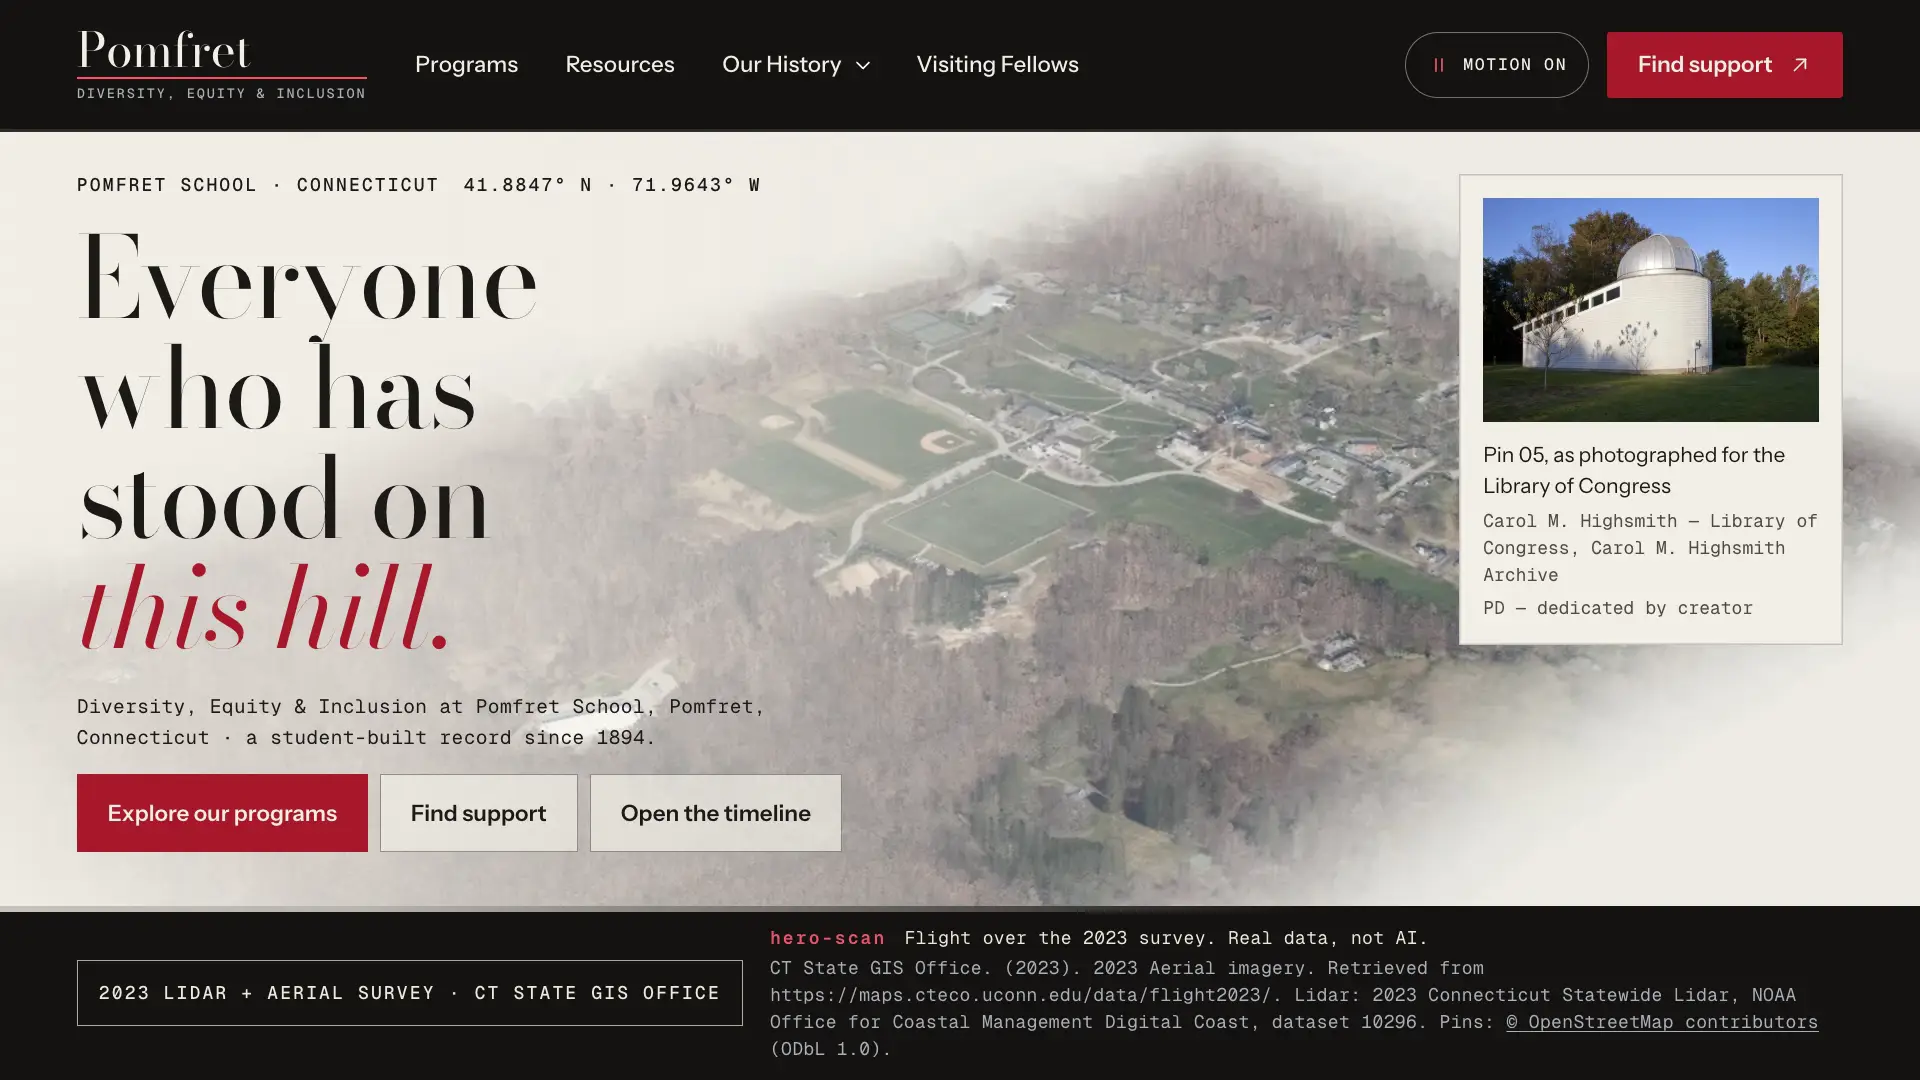 Pomfret
DIVERSITY, EQUITY & INCLUSION
Programs
Resources
Our History
Visiting Fellows
MOTION ON
Find support
POMFRET SCHOOL · CONNECTICUT 41.8847° N · 71.9643° W
Everyone
who has
stood on
this hill.
Diversity, Equity & Inclusion at Pomfret School, Pomfret,
Connecticut · a student-built record since 1894.
Explore our programs
Find support
Open the timeline
Pin 05, as photographed for the
Library of Congress
Carol M. Highsmith — Library of
Congress, Carol M. Highsmith
Archive
PD — dedicated by creator
2023 LIDAR + AERIAL SURVEY · CT STATE GIS OFFICE
hero-scan Flight over the 2023 survey. Real data, not AI.
CT State GIS Office. (2023). 2023 Aerial imagery. Retrieved from
https://maps.cteco.uconn.edu/data/flight2023/. Lidar: 2023 Connecticut Statewide Lidar, NOAA
Office for Coastal Management Digital Coast, dataset 10296. Pins: © OpenStreetMap contributors
(ODbL 1.0).